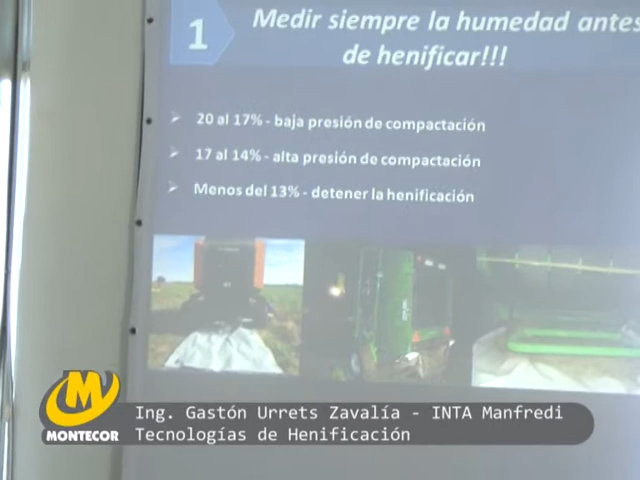 1
Medir siempre la humedad antes
de henificar!!!
20 al 17% - baja presión de compactación
17 al 14% - alta presión de compactación
Menos del 13% - detener la henificación
M
MONTECOR
Ing. Gastón Urrets Zavalía - INTA Manfredi
Tecnologías de Henificación